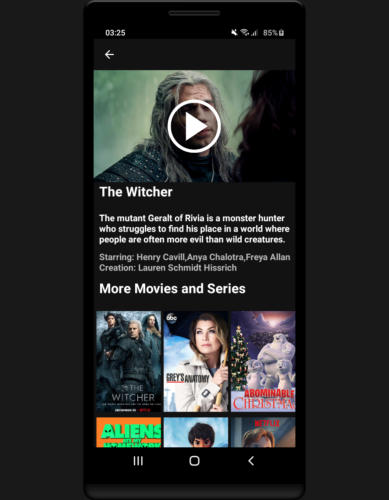 03:25
85%
The Witcher
The mutant Geralt of Rivia is a monster hunter
who struggles to find his place in a world where
people are often more evil than wild creatures.
Starring: Henry Cavill,Anya Chalotra,Freya Allan
Creation: Lauren Schmidt Hissrich
More Movies and Series
THE
WITCHER
NETFLIX
abc
GREY'S ANATOMY
ABOMINABLE
CHRISTMAS
ALIENS
NETFLIX